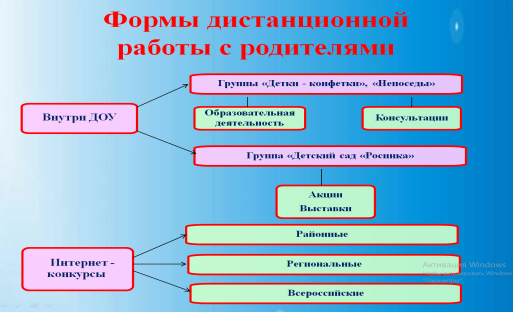 Формы дистанционной
работы с родителями
Группы «Детки - конфетки», «Непоседы»
Внутри ДОУ
Образовательная
деятельность
Консультации
Группа «Детский сад «Росинка»
Акции
Выставки
Районные
Интернет -
конкурсы
Региональные
Активация Windows
Windows
Всероссийские